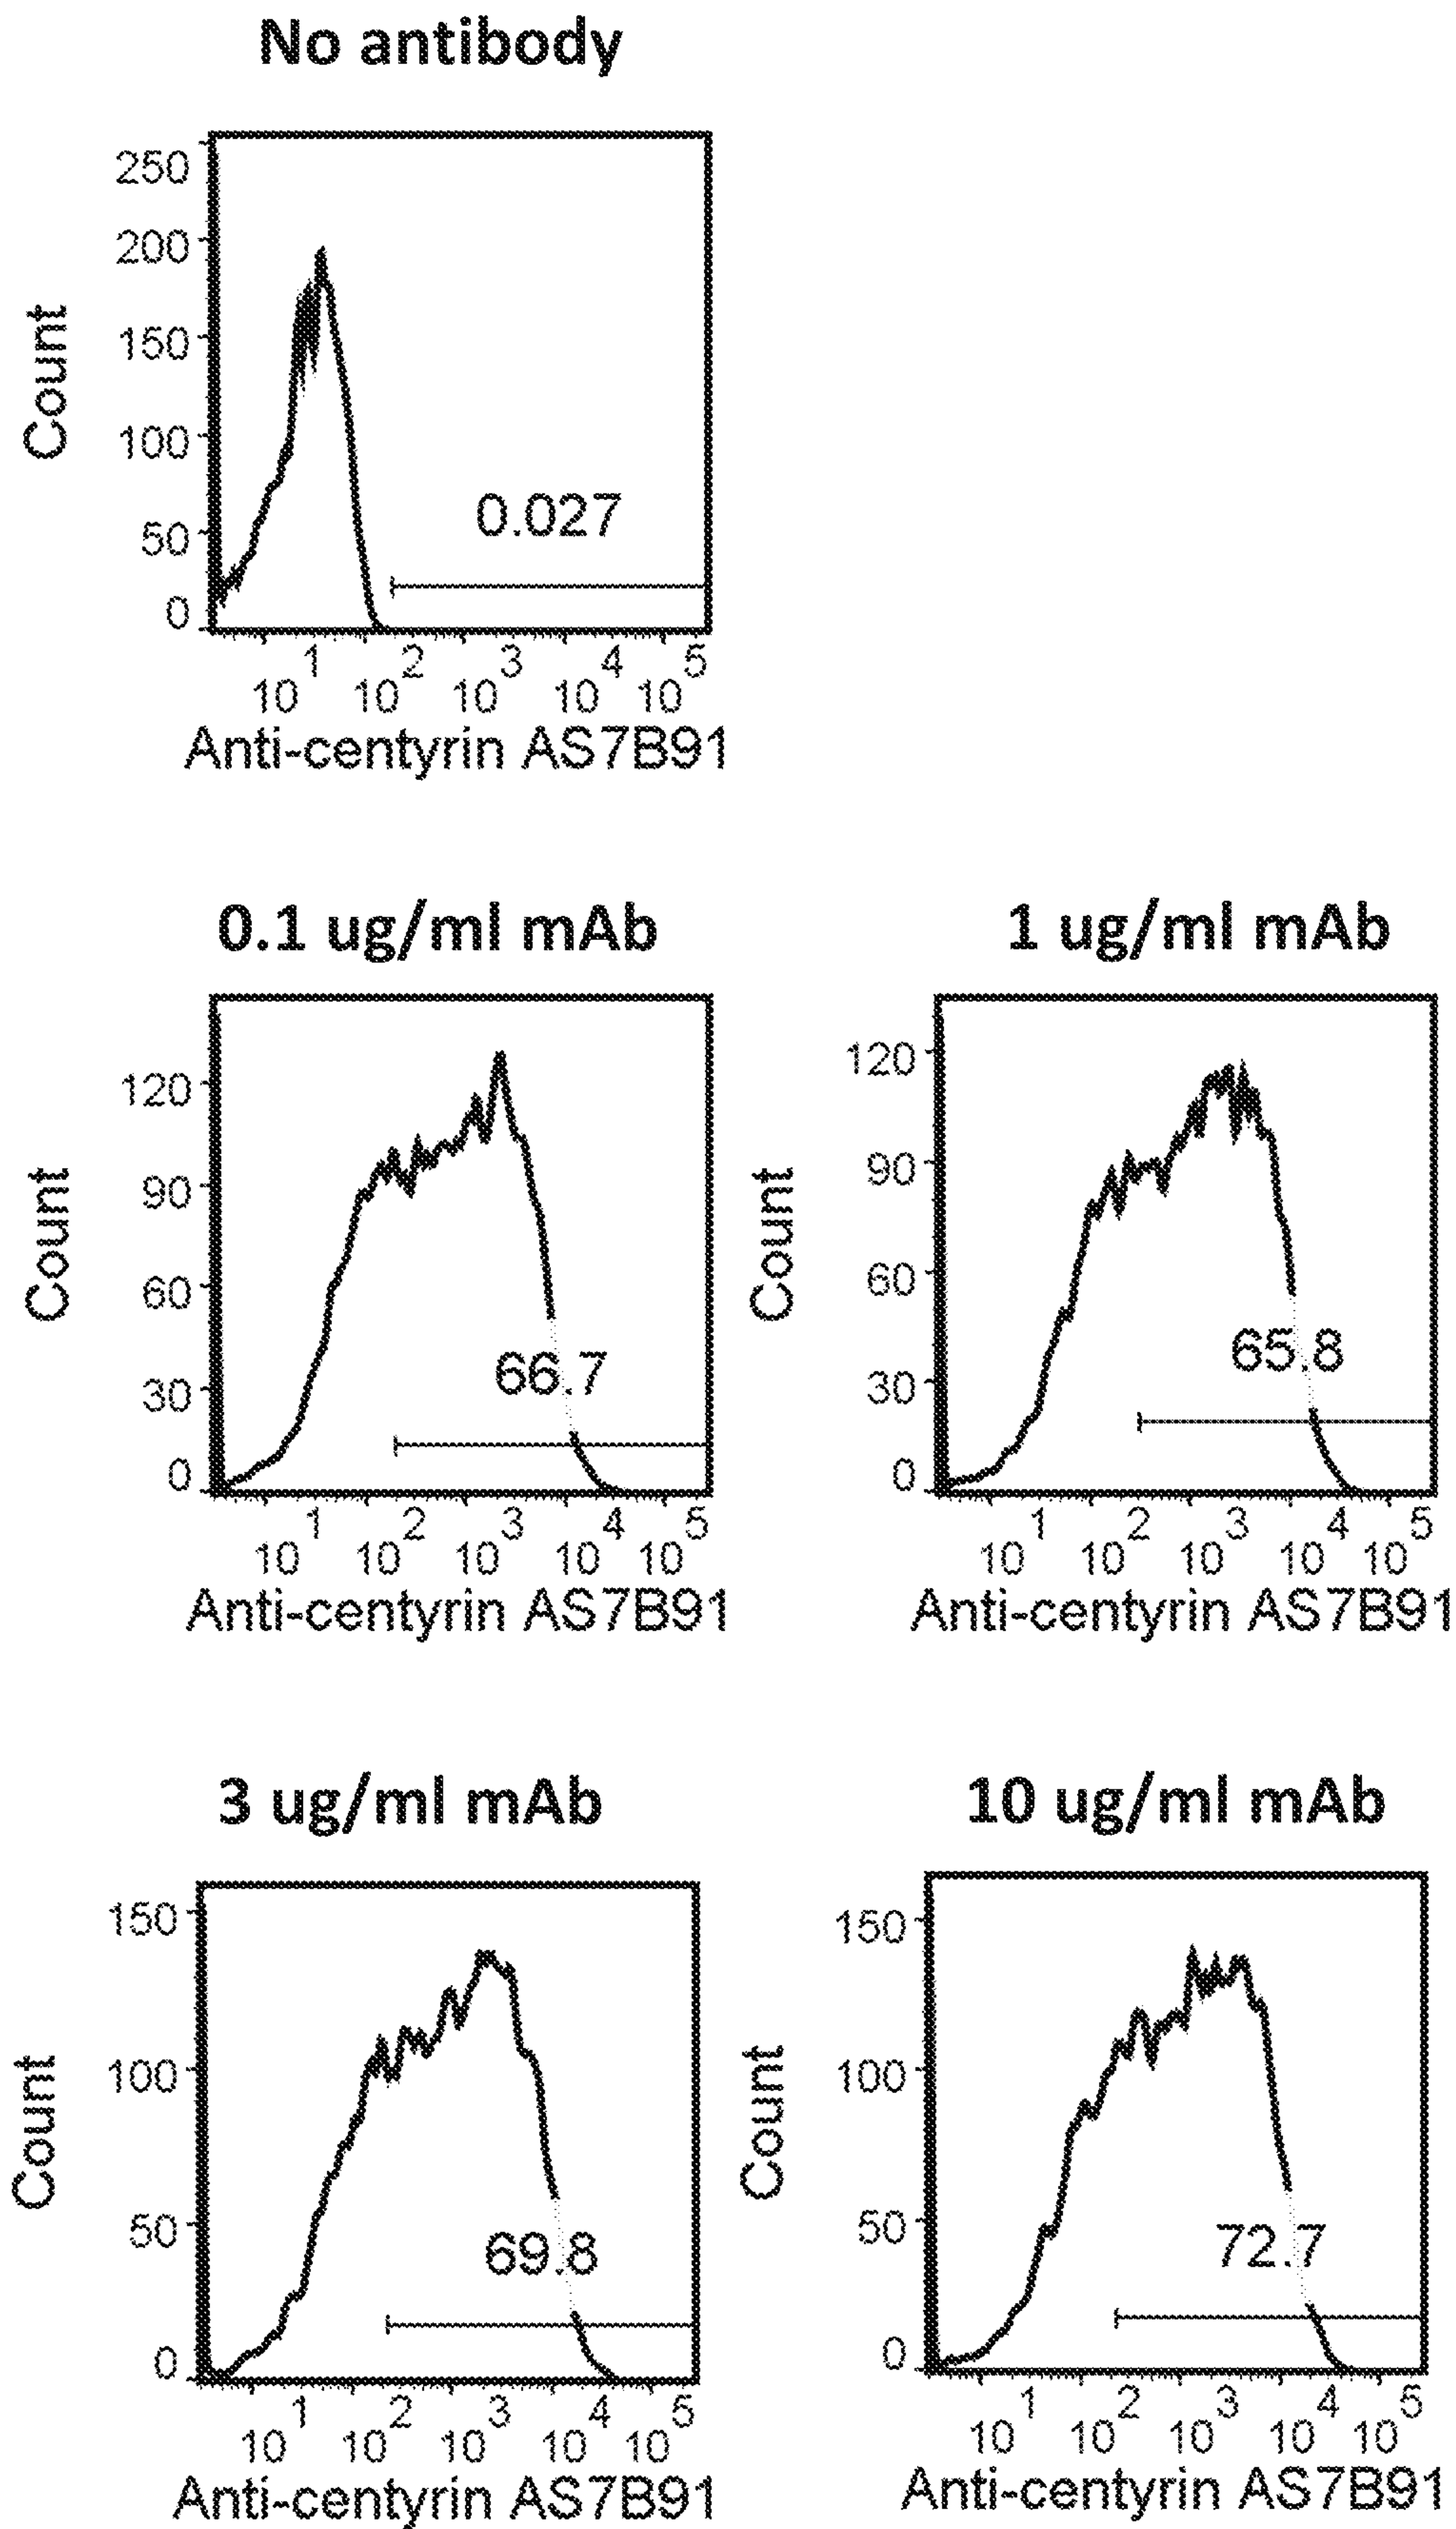 No antibody
250
200
150
100
50
0
Count
0.027
10^1 10^2 10^3 10^4 10^5
Anti-centyrin AS7B91
0.1 ug/ml mAb
120
90
60
30
0
Count
66.7
10^1 10^2 10^3 10^4 10^5
Anti-centyrin AS7B91
1 ug/ml mAb
120
90
60
30
0
Count
65.8
10^1 10^2 10^3 10^4 10^5
Anti-centyrin AS7B91
3 ug/ml mAb
150
100
50
0
Count
69.8
10^1 10^2 10^3 10^4 10^5
Anti-centyrin AS7B91
10 ug/ml mAb
150
100
50
0
Count
72.7
10^1 10^2 10^3 10^4 10^5
Anti-centyrin AS7B91